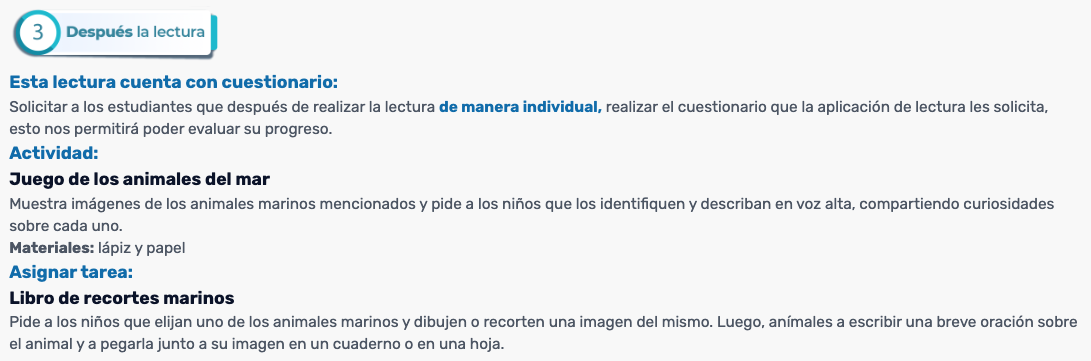 3 Después la lectura
Esta lectura cuenta con cuestionario:
Solicitar a los estudiantes que después de realizar la lectura de manera individual, realizar el cuestionario que la aplicación de lectura les solicita,
esto nos permitirá poder evaluar su progreso.
Actividad:
Juego de los animales del mar
Muestra imágenes de los animales marinos mencionados y pide a los niños que los identifiquen y describan en voz alta, compartiendo curiosidades
sobre cada uno.
Materiales: lápiz y papel
Asignar tarea:
Libro de recortes marinos
Pide a los niños que elijan uno de los animales marinos y dibujen o recorten una imagen del mismo. Luego, anímales a escribir una breve oración sobre
el animal y a pegarla junto a su imagen en un cuaderno o en una hoja.